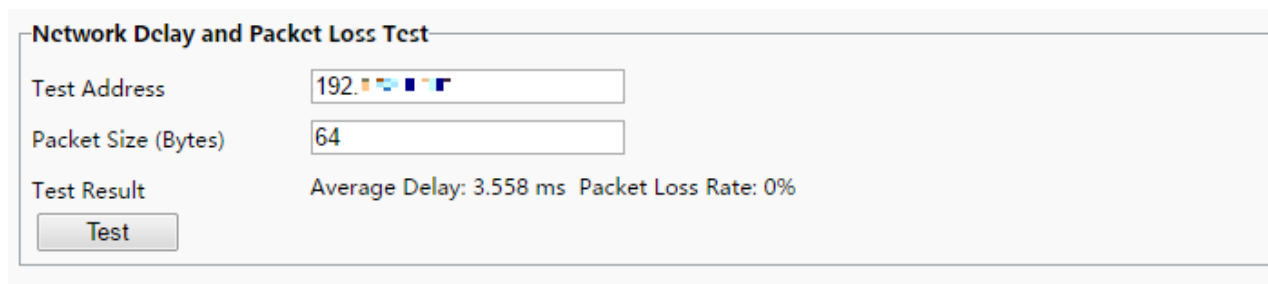 Network Delay and Packet Loss Test
Test Address 192.
Packet Size (Bytes) 64
Test Result Average Delay: 3.558 ms Packet Loss Rate: 0%
Test